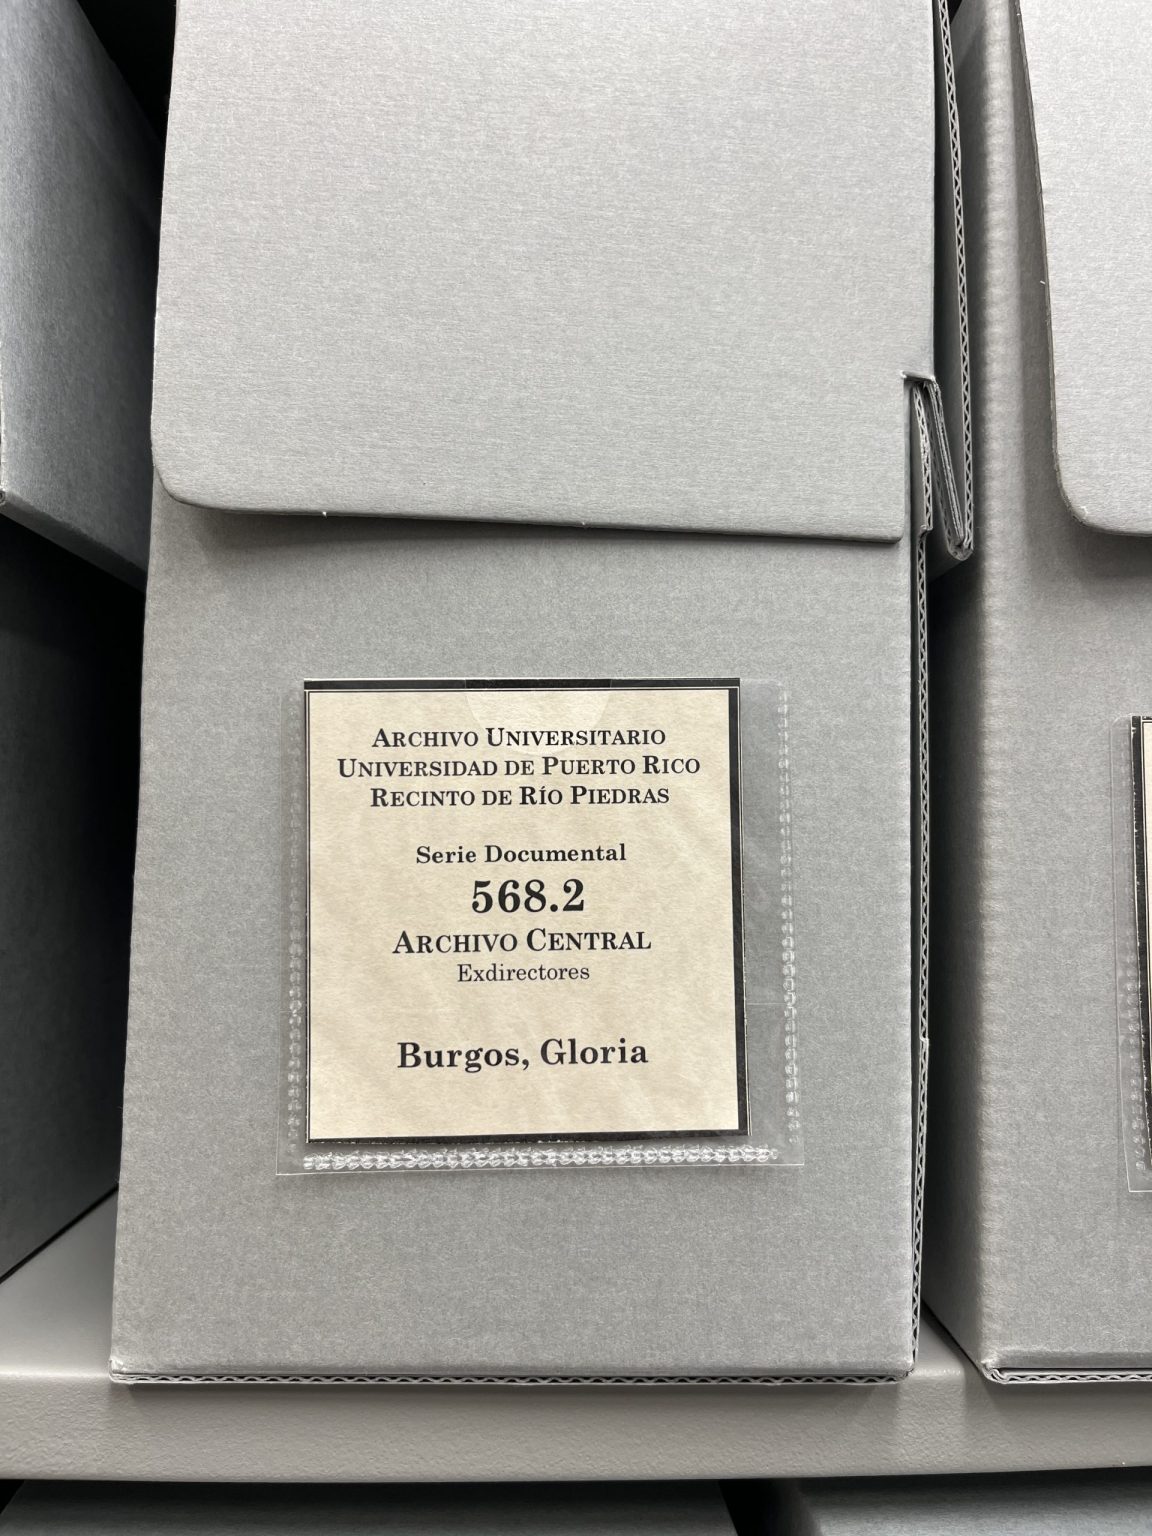 ARCHIVO UNIVERSITARIO
UNIVERSIDAD DE PUERTO RICO
RECINTO DE RÍO PIEDRAS
Serie Documental
568.2
ARCHIVO CENTRAL
Exdirectores
Burgos, Gloria